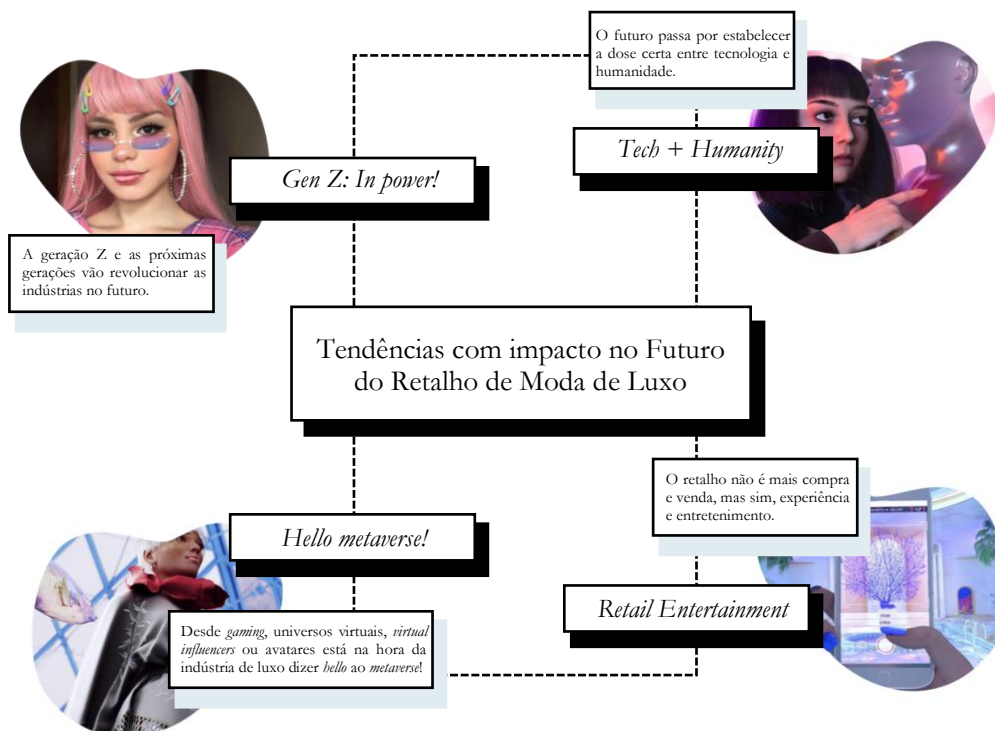 O futuro passa por estabelecer
a dose certa entre tecnologia e
humanidade.
Tech + Humanity
Gen Z: In power!
A geração Z e as próximas
gerações vão revolucionar as
indústrias no futuro.
Tendências com impacto no Futuro
do Retalho de Moda de Luxo
O retalho não é mais compra
e venda, mas sim, experiência
e entretenimento.
Hello metaverse!
Retail Entertainment
Desde gaming, universos virtuais, virtual
influencers ou avatares está na hora da
indústria de luxo dizer hello ao metaverse!